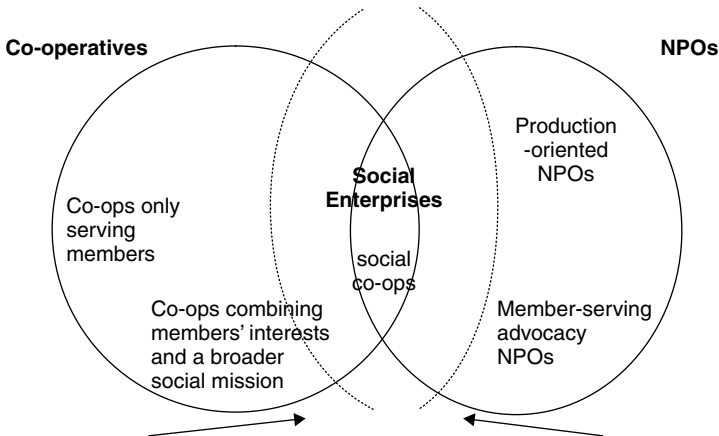 Co-operatives
NPOs
Production
-oriented
NPOs
Social
Enterprises
Co-ops only
serving
members
social
co-ops
Co-ops combining
members' interests
and a broader
social mission
Member-serving
advocacy
NPOs